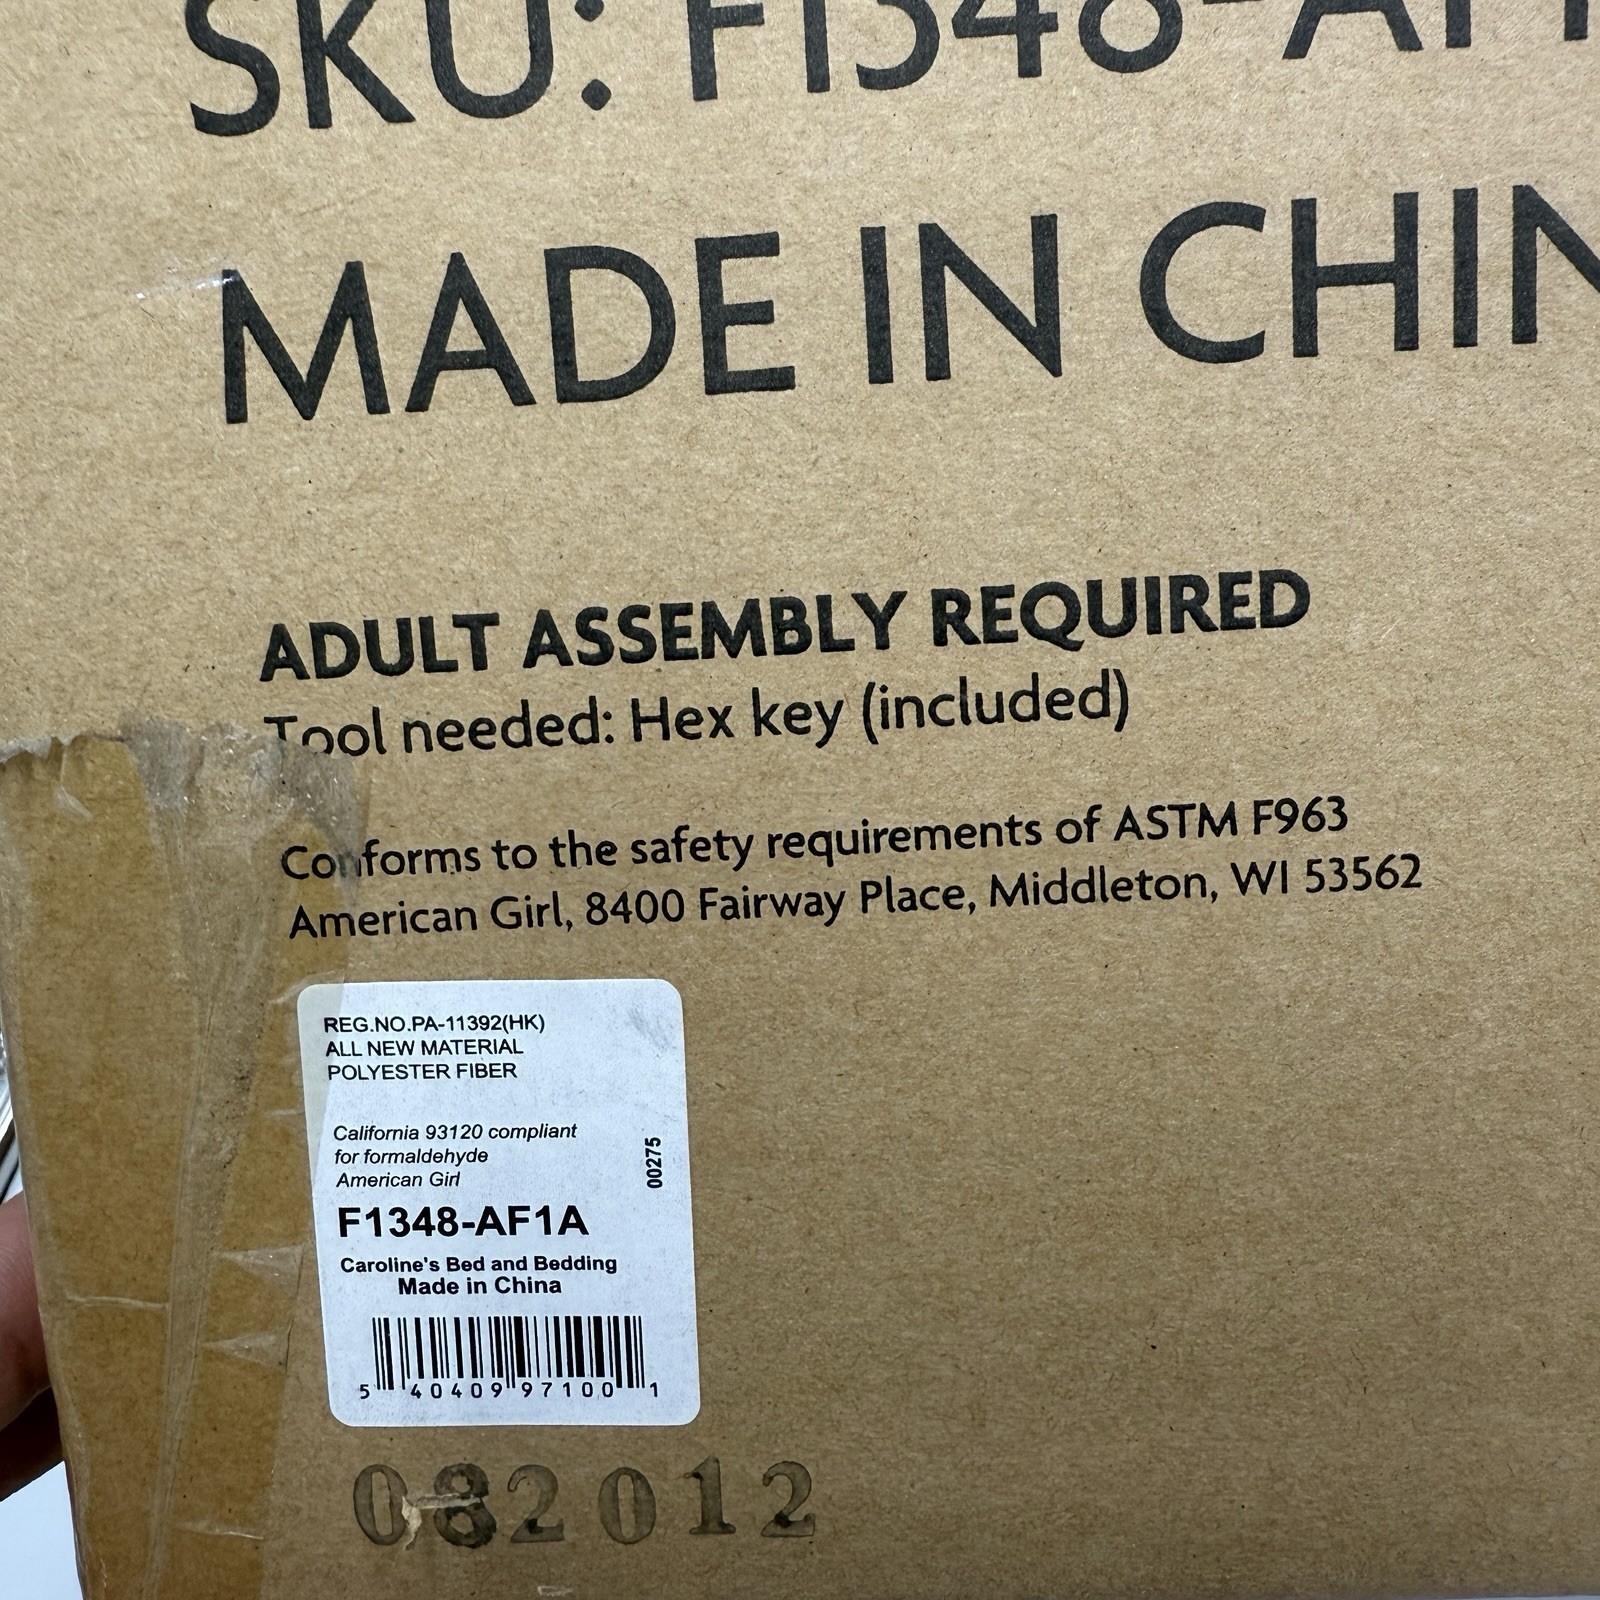 SKU: F1348-AF1
MADE IN CHIN
ADULT ASSEMBLY REQUIRED
Tool needed: Hex key (included)
Conforms to the safety requirements of ASTM F963
American Girl, 8400 Fairway Place, Middleton, WI 53562
REG.NO.PA-11392(HK)
ALL NEW MATERIAL
POLYESTER FIBER
California 93120 compliant
for formaldehyde
American Girl
00275
F1348-AF1A
Caroline's Bed and Bedding
Made in China
5 40409 97100 1
082012